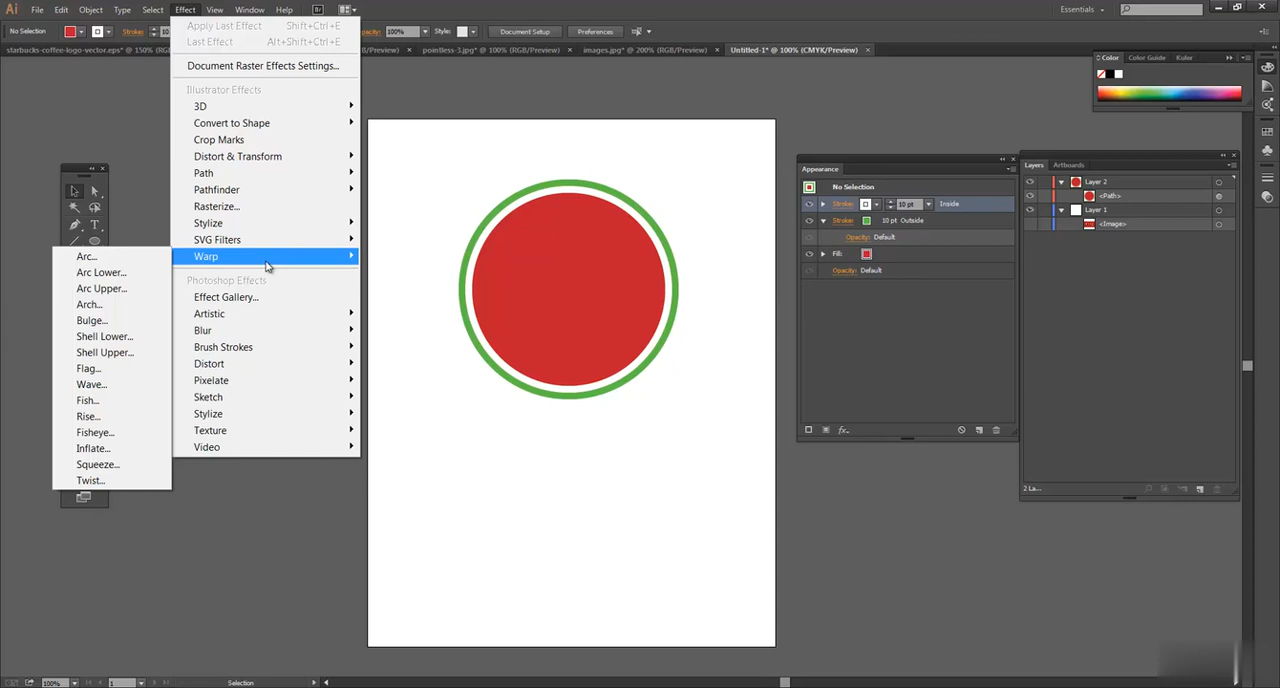 Ai File Edit Object Type Select Effect View Window Help Br Essentials
No Selection Stroke: 10 Opacity: 100% Style: Document Setup Preferences
starbucks-coffee-logo-vector.eps* @ 150% (RGB/Preview) pointless-3.jpg* @ 100% (RGB/Preview) images.jpg* @ 200% (RGB/Preview) Untitled-1* @ 100% (CMYK/Preview)
Apply Last Effect Shift+Ctrl+E
Last Effect Alt+Shift+Ctrl+E
Document Raster Effects Settings...
Illustrator Effects
3D
Convert to Shape
Crop Marks
Distort & Transform
Path
Pathfinder
Rasterize...
Stylize
SVG Filters
Warp
Photoshop Effects
Effect Gallery...
Artistic
Blur
Brush Strokes
Distort
Pixelate
Sketch
Stylize
Texture
Video
Arc...
Arc Lower...
Arc Upper...
Arch...
Bulge...
Shell Lower...
Shell Upper...
Flag...
Wave...
Fish...
Rise...
Fisheye...
Inflate...
Squeeze...
Twist...
Color Color Guide Kuler
Appearance
No Selection
Stroke: 10 pt Inside
Stroke: 10 pt Outside
Opacity: Default
Fill:
Opacity: Default
fx
Layers Artboards
Layer 2
<Path>
Layer 1
<Image>
2 La...
100% 1 Selection